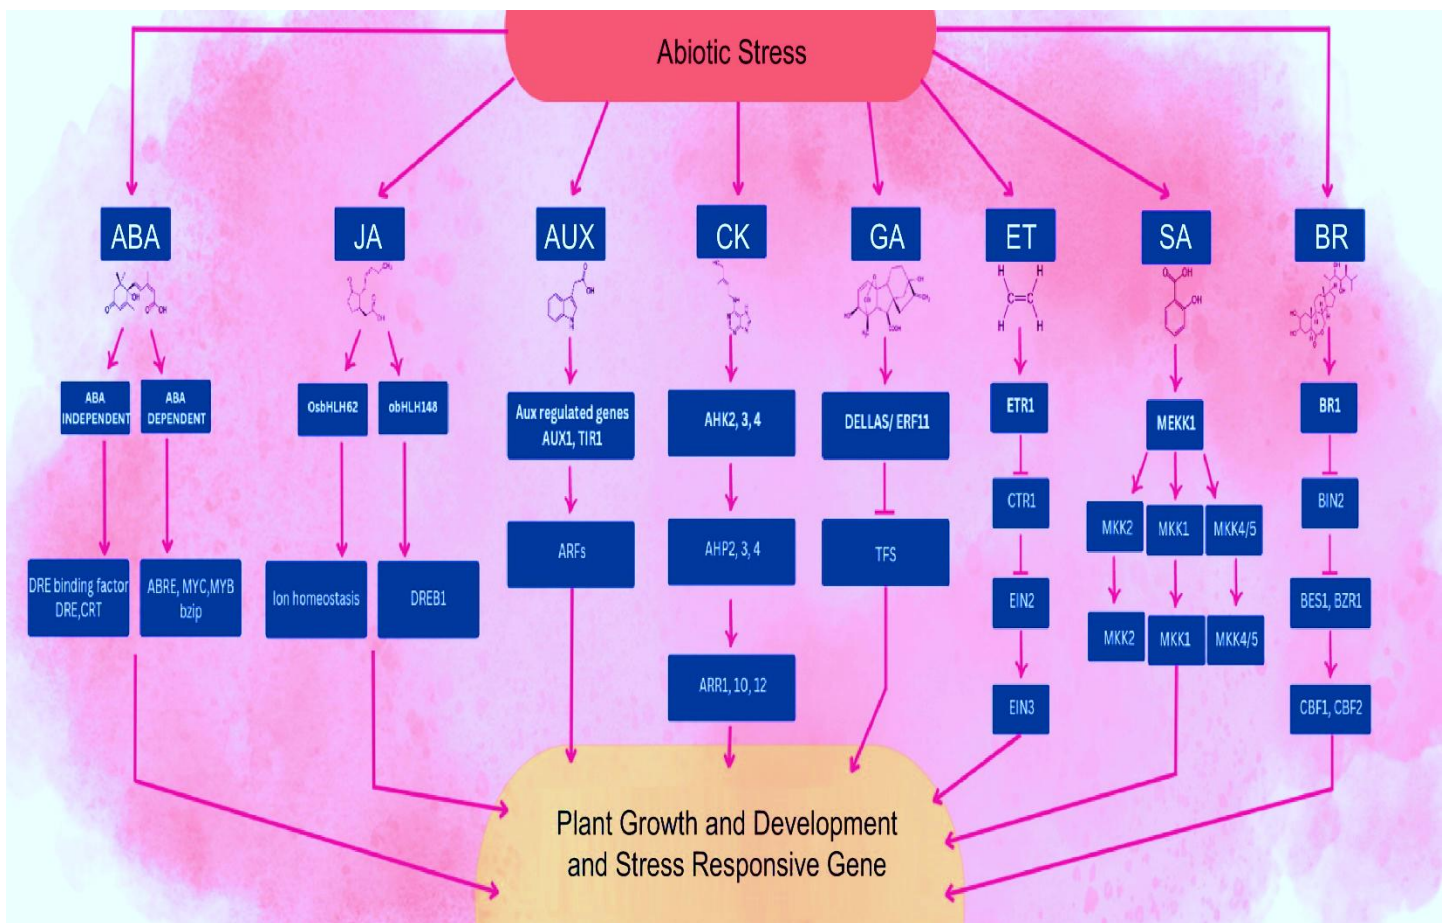 Abiotic Stress
ABA
JA
AUX
CK
GA
ET
SA
BR
ABA
INDEPENDENT
ABA
DEPENDENT
OsbHLH62
obHLH148
Aux regulated genes
AUX1, TIR1
AHK2, 3, 4
DELLAS/ ERF11
ETR1
MEKK1
BR1
CTR1
MKK2
MKK1
MKK4/5
BIN2
DRE binding factor
DRE,CRT
ABRE, MYC,MYB
bzip
Ion homeostasis
DREB1
ARFs
AHP2, 3, 4
TFS
EIN2
MKK2
MKK1
MKK4/5
BES1, BZR1
ARR1, 10, 12
EIN3
CBF1, CBF2
Plant Growth and Development
and Stress Responsive Gene